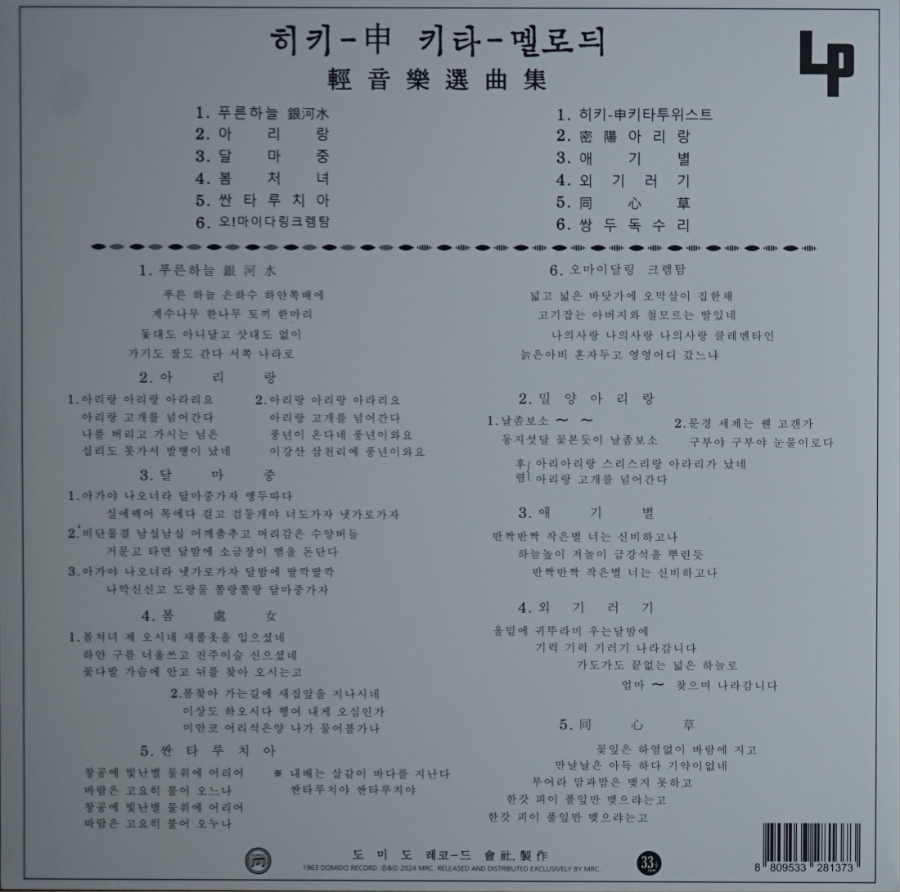 히키-申 키타-멜로듸
LP
輕音樂選曲集
1. 푸른하늘 銀河水
2. 아 리 랑
3. 달 마 중
4. 봄 처 녀
5. 싼타루치아
6. 오!마이다링크렘탐
1. 히키-申키타투위스트
2. 密陽아리랑
3. 애 기 별
4. 외 기 러 기
5. 同 心 草
6. 쌍두독수리
1. 푸른하늘 銀河水
푸른 하늘 은하수 하얀쪽배에
계수나무 한나무 토끼 한마리
돛대도 아니달고 삿대도 없이
가기도 잘도 간다 서쪽 나라로
2. 아 리 랑
1. 아리랑 아리랑 아라리요
아리랑 고개를 넘어간다
나를 버리고 가시는 님은
십리도 못가서 발병이 났네
2. 아리랑 아리랑 아라리요
아리랑 고개를 넘어간다
풍년이 온다네 풍년이와요
이강산 삼천리에 풍년이와요
3. 달 마 중
1. 아가야 나오너라 달마중가자 앵두따다
실에꿰어 목에다 걸고 검둥개야 너도가자 냇가로가자
2. 비단물결 남실남실 어깨춤추고 머리감은 수양버들
거문고 타면 달밤에 소금장이 맴을 돈단다
3. 아가야 나오너라 냇가로가자 달밤에 딸깍딸깍
나막신신고 도랑물 쫄랑쫄랑 달마중가자
4. 봄 處 女
1. 봄처녀 제 오시네 새풀옷을 입으셨네
하얀 구름 너울쓰고 진주이슬 신으셨네
꽃다발 가슴에 안고 뉘를 찾아 오시는고
2. 봄찾아 가는길에 새집앞을 지나시네
이상도 하오시다 행여 내게 오심인가
미안코 어리석은양 나가 물어볼가나
5. 싼 타 루 치 아
창공에 빛난별 물위에 어리어
바람은 고요히 불어 오느나
창공에 빛난별 물위에 어리어
바람은 고요히 불어 오누나
※ 내배는 살같이 바다를 지난다
싼타루치야 싼타루치야
6. 오마이달링 크렘탐
넓고 넓은 바닷가에 오막살이 집한채
고기잡는 아버지와 철모르는 딸있네
나의사랑 나의사랑 나의사랑 클레멘타인
늙은아비 혼자두고 영영어디 갔느냐
2. 밀 양 아 리 랑
1. 날좀보소 ~ ~
동지섯달 꽃본듯이 날좀보소
2. 문경 세제는 웬 고갠가
구부야 구부야 눈물이로다
후렴 아리아리랑 스리스리랑 아라리가 났네
아리랑 고개를 넘어간다
3. 애 기 별
반짝반짝 작은별 너는 신비하고나
하늘높이 저높이 금강석을 뿌린듯
반짝반짝 작은별 너는 신비하고나
4. 외 기 러 기
울밑에 귀뚜라미 우는달밤에
기럭 기럭 기러기 나라갑니다
가도가도 끝없는 넓은 하늘로
엄마 ~ 찾으며 나라갑니다
5. 同 心 草
꽃잎은 하염없이 바람에 지고
만날날은 아득 하다 기약이없네
무어라 맘과맘은 맺지 못하고
한갓 피이 풀잎만 맺으랴는고
한갓 피이 풀잎만 맺으랴는고
도미도 레코-드 會社.製作
1963 DOMIDO RECORD. ℗&© 2024 MRC. RELEASED AND DISTRIBUTED EXCLUSIVELY BY MRC.
33⅓
8 809533 281373